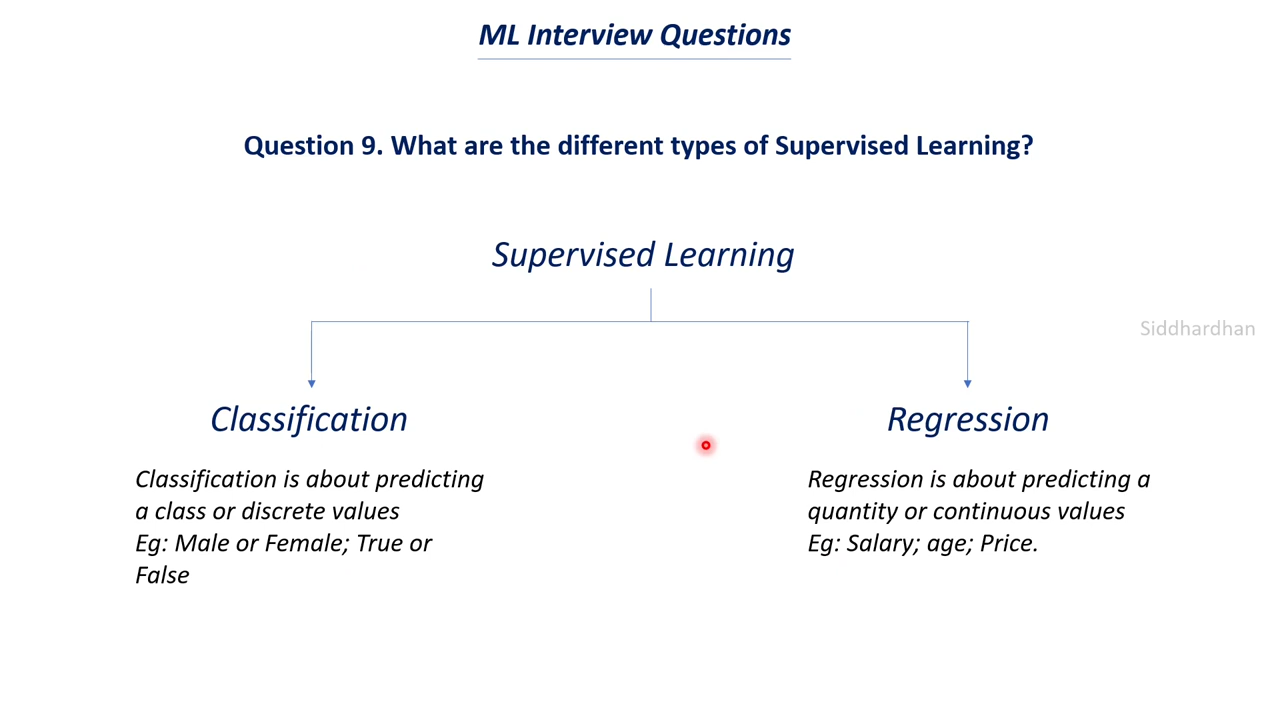 ML Interview Questions
Question 9. What are the different types of Supervised Learning?
Supervised Learning
Siddhardhan
Classification
Classification is about predicting
a class or discrete values
Eg: Male or Female; True or
False
Regression
Regression is about predicting a
quantity or continuous values
Eg: Salary; age; Price.